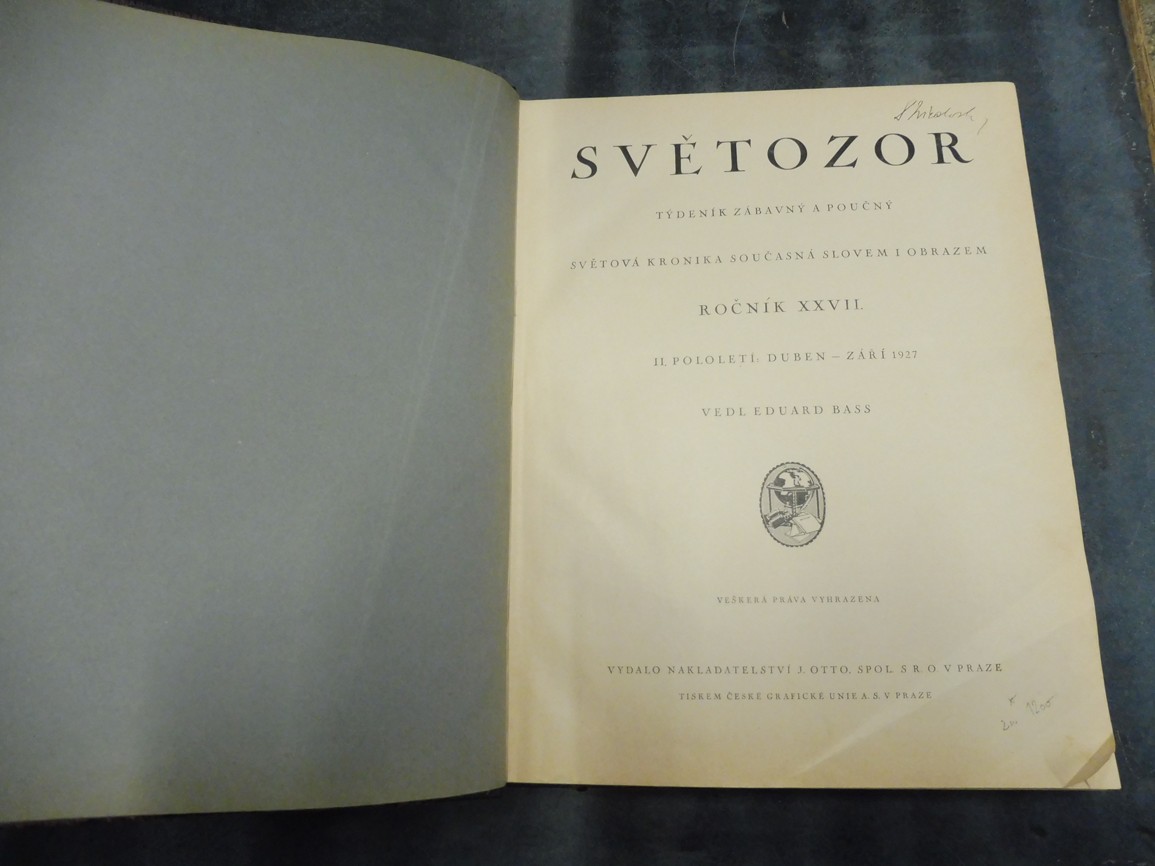 SVĚTOZOR
TÝDENÍK ZÁBAVNÝ A POUČNÝ
SVĚTOVÁ KRONIKA SOUČASNÁ SLOVEM I OBRAZEM
ROČNÍK XXVII.
II. POLOLETÍ: DUBEN – ZÁŘÍ 1927
VEDL EDUARD BASS
VEŠKERÁ PRÁVA VYHRAZENA
VYDALO NAKLADATELSTVÍ J. OTTO, SPOL. S R. O V PRAZE
TISKEM ČESKÉ GRAFICKÉ UNIE A. S. V PRAZE